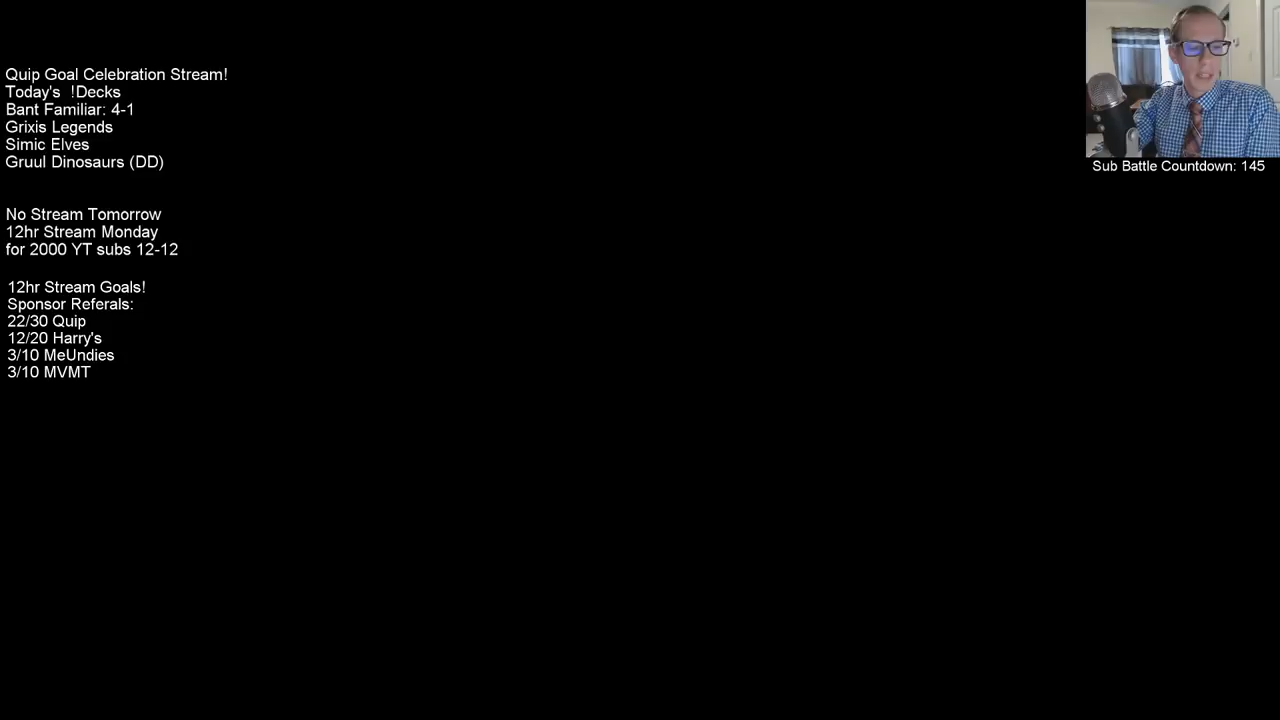 Quip Goal Celebration Stream!
Today's !Decks
Bant Familiar: 4-1
Grixis Legends
Simic Elves
Gruul Dinosaurs (DD)
No Stream Tomorrow
12hr Stream Monday
for 2000 YT subs 12-12
12hr Stream Goals!
Sponsor Referals:
22/30 Quip
12/20 Harry's
3/10 MeUndies
3/10 MVMT
Sub Battle Countdown: 145